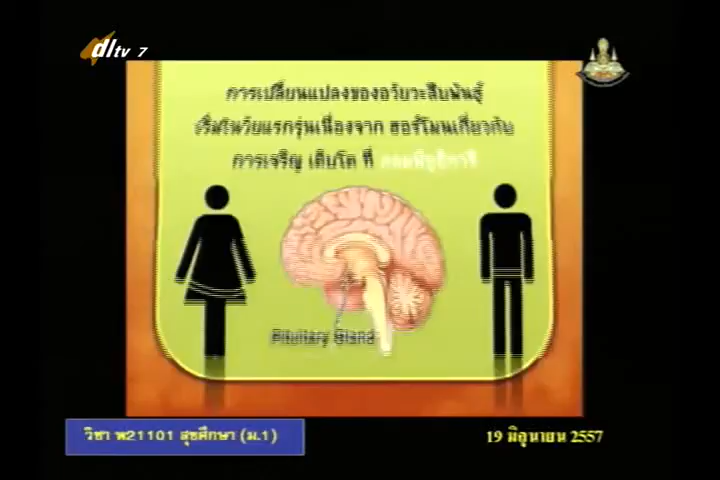 dltv 7
การเปลี่ยนแปลงของอวัยวะสืบพันธุ์
เริ่มในวัยแรกรุ่นเนื่องจาก ฮอร์โมนเกี่ยวกับ
การเจริญ เติบโต ที่ ต่อมพิทูอิทารี
Pituitary Gland
วิชา พ21101 สุขศึกษา (ม.1)
19 มิถุนายน 2557